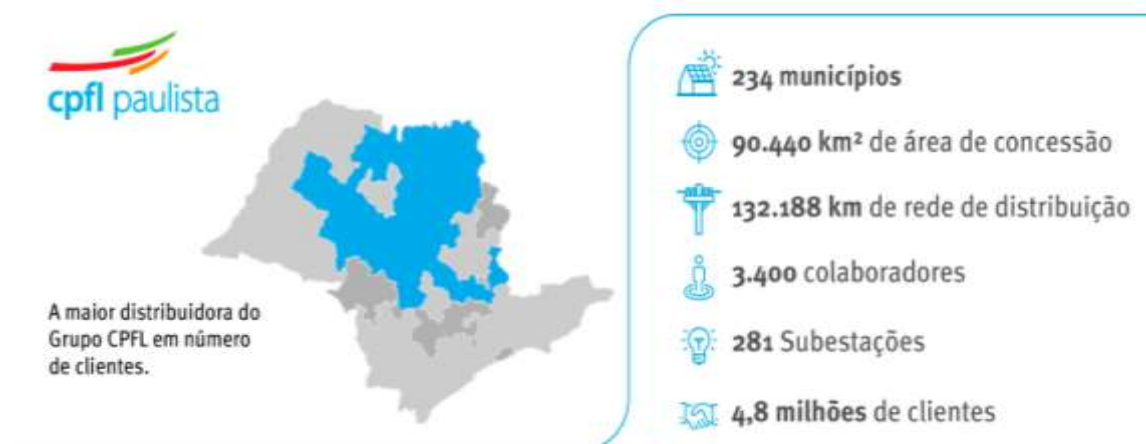 cpfl paulista
A maior distribuidora do
Grupo CPFL em número
de clientes.
234 municípios
90.440 km² de área de concessão
132.188 km de rede de distribuição
3.400 colaboradores
281 Subestações
4,8 milhões de clientes